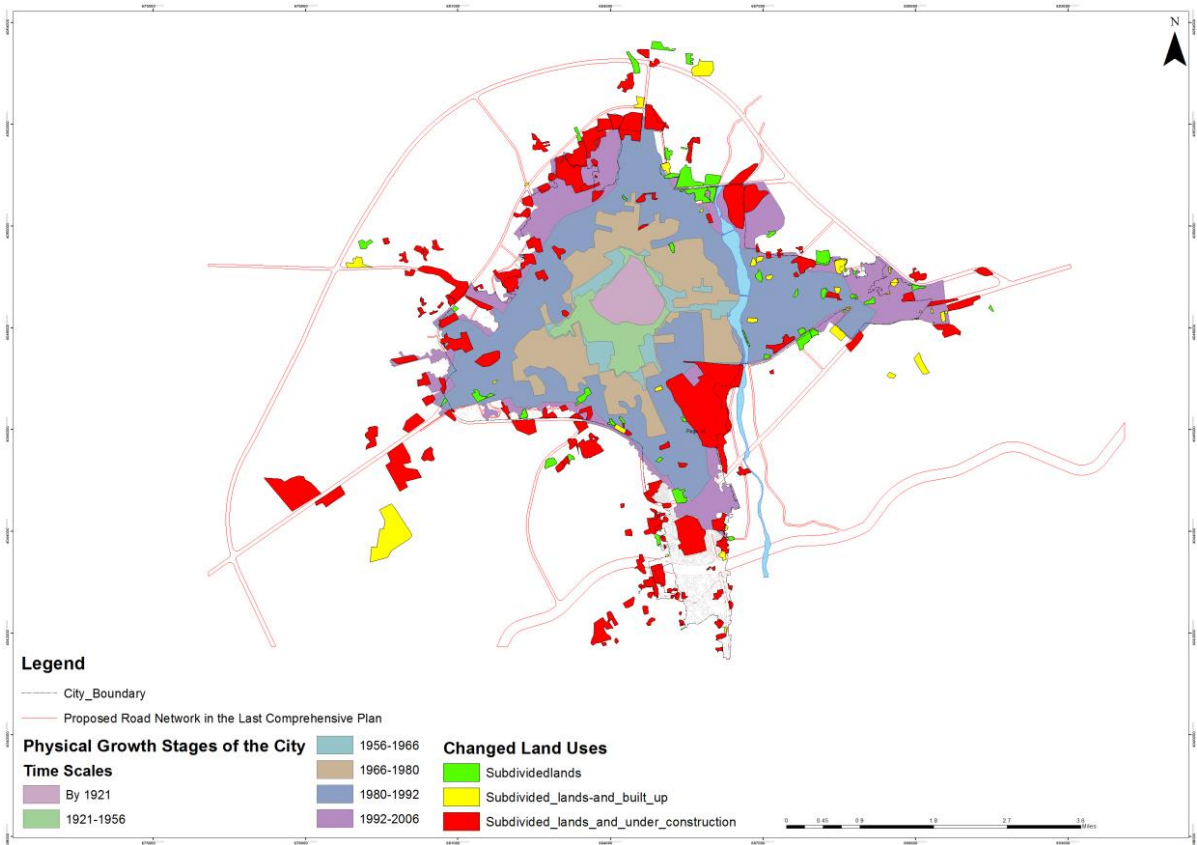 N
Legend
City_Boundary
Proposed Road Network in the Last Comprehensive Plan
Physical Growth Stages of the City
Time Scales
By 1921
1921-1956
1956-1966
1966-1980
1980-1992
1992-2006
Changed Land Uses
Subdividedlands
Subdivided_lands-and_built_up
Subdivided_lands_and_under_construction
0 0.45 0.9 1.8 2.7 3.6
Miles